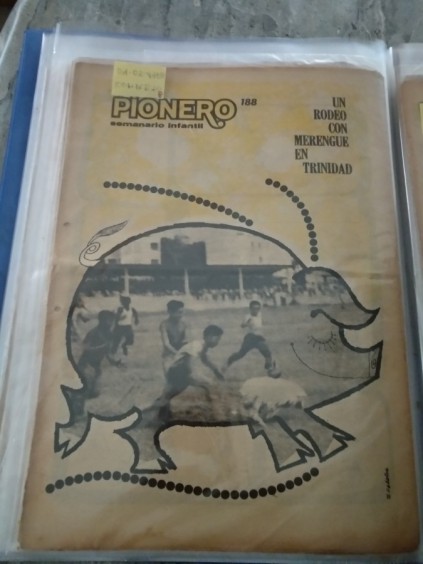 PIONERO 188
semanario infantil
UN
RODEO
CON
MERENGUE
EN
TRINIDAD